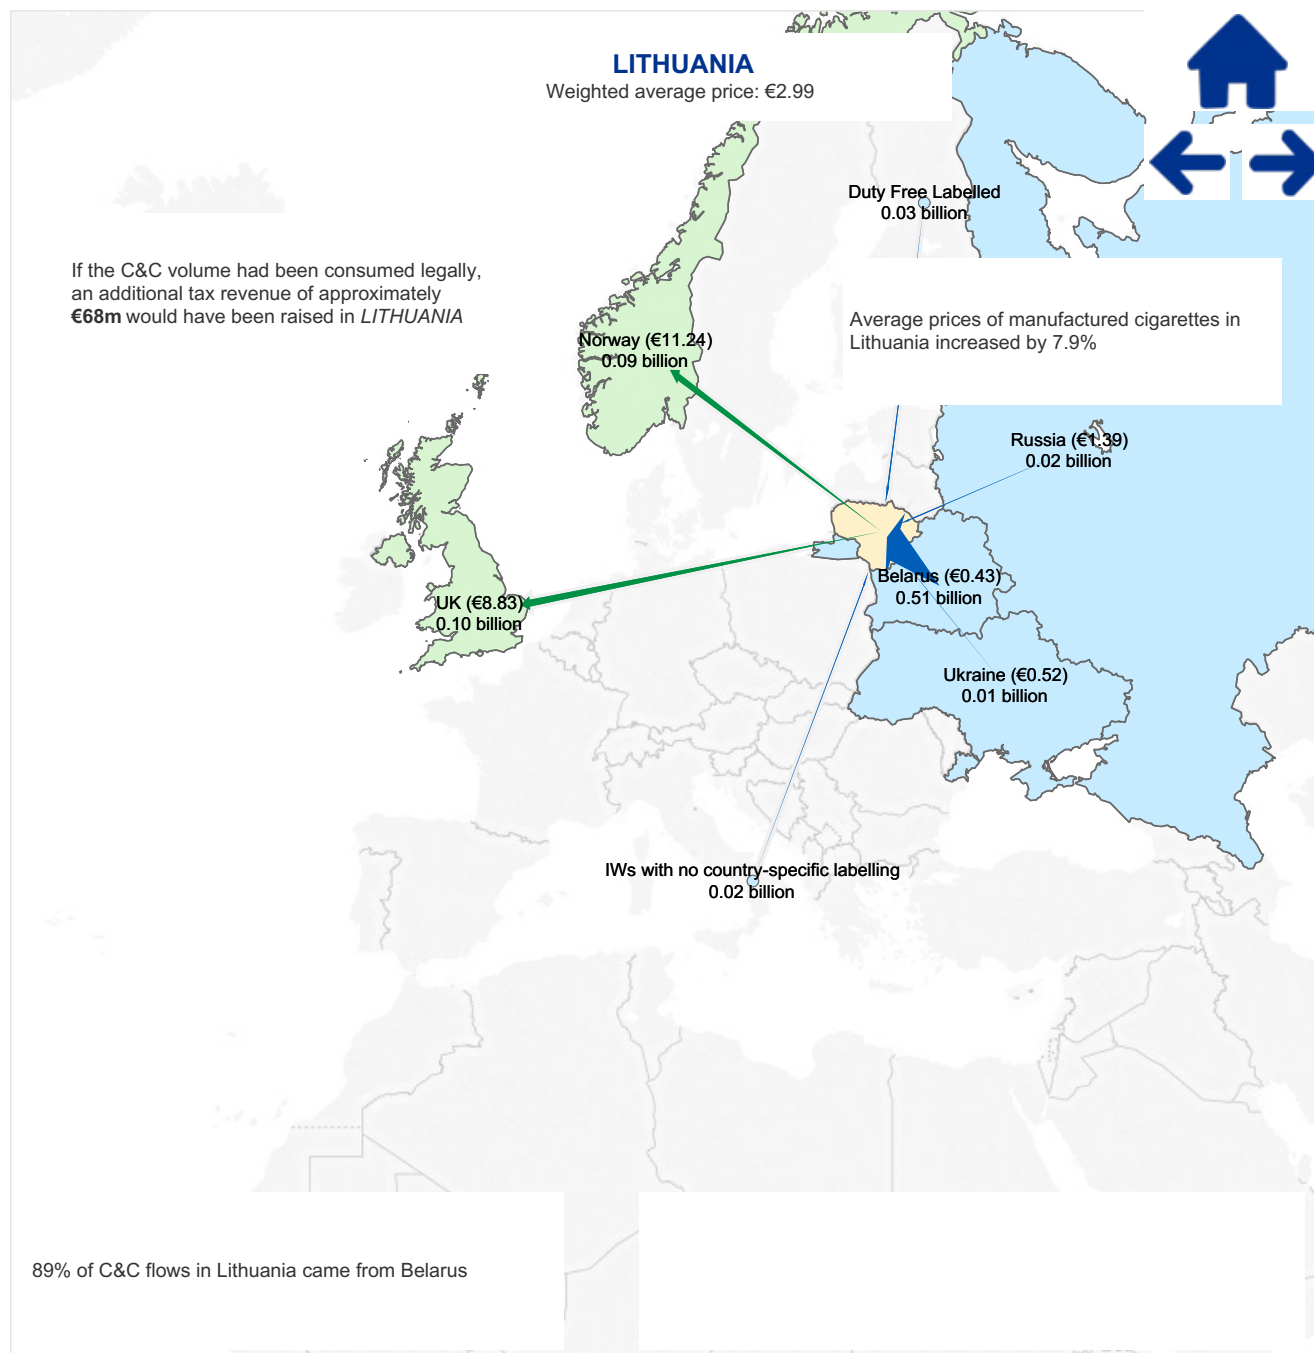 LITHUANIA
Weighted average price: €2.99
Duty Free Labelled
0.03 billion
If the C&C volume had been consumed legally,
an additional tax revenue of approximately
€68m would have been raised in LITHUANIA
Average prices of manufactured cigarettes in
Lithuania increased by 7.9%
Norway (€11.24)
0.09 billion
Russia (€1.39)
0.02 billion
Belarus (€0.43)
0.51 billion
UK (€8.83)
0.10 billion
Ukraine (€0.52)
0.01 billion
IWs with no country-specific labelling
0.02 billion
89% of C&C flows in Lithuania came from Belarus